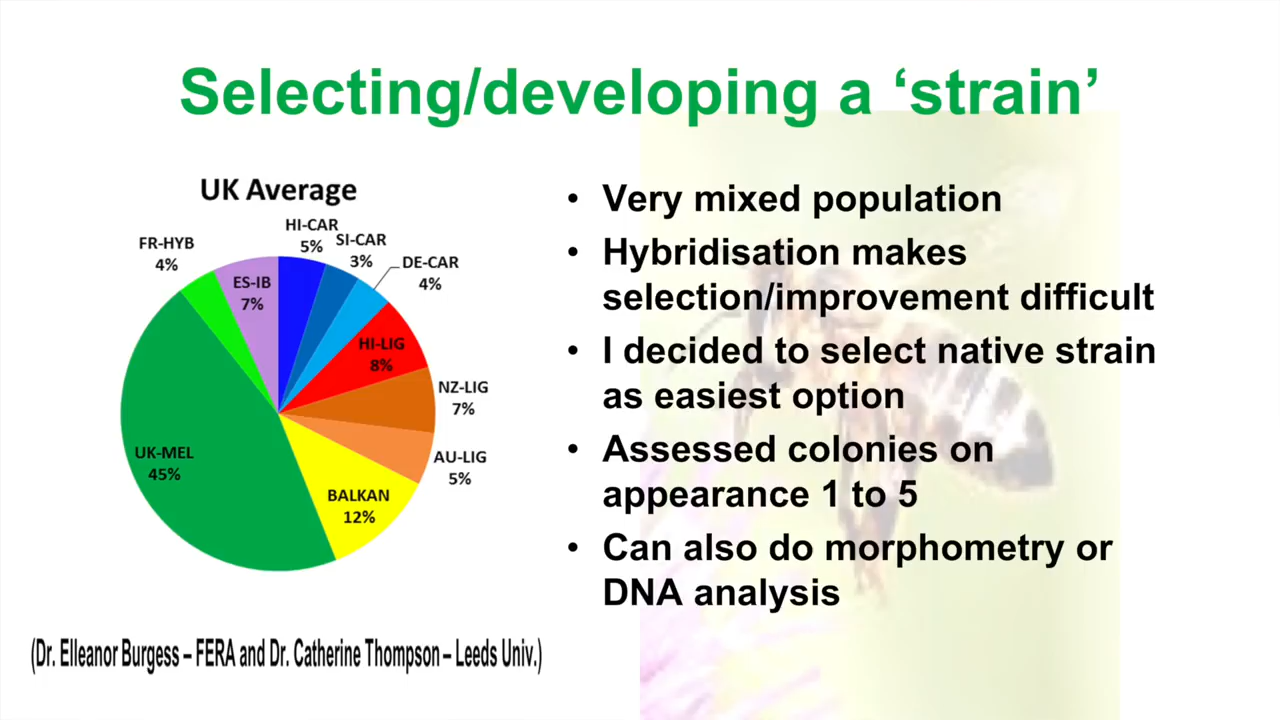 Selecting/developing a ‘strain’
UK Average
HI-CAR
5%
SI-CAR
3%
DE-CAR
4%
HI-LIG
8%
NZ-LIG
7%
AU-LIG
5%
BALKAN
12%
UK-MEL
45%
FR-HYB
4%
ES-IB
7%
(Dr. Elleanor Burgess – FERA and Dr. Catherine Thompson – Leeds Univ.)
• Very mixed population
• Hybridisation makes
selection/improvement difficult
• I decided to select native strain
as easiest option
• Assessed colonies on
appearance 1 to 5
• Can also do morphometry or
DNA analysis